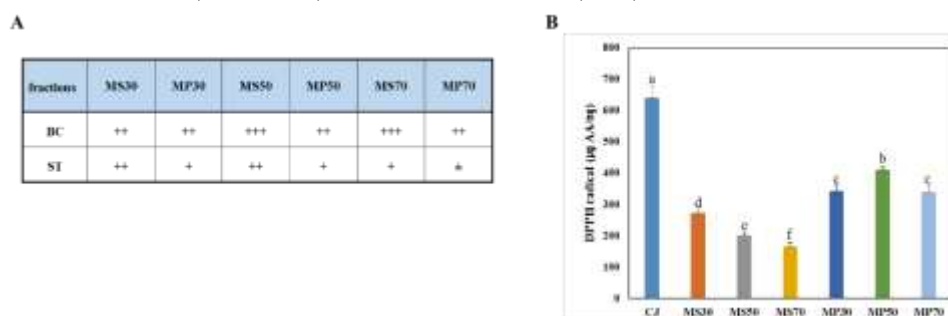 A
fractions MS30 MP30 MS50 MP50 MS70 MP70
BC ++ ++ +++ ++ +++ ++
ST ++ + ++ + +
B
DPPH radical (µg AA/
800
700
600
500
400
300
200
100
0
a
d
e
f
c
b
c
CJ MS30 MS50 MS70 MP30 MP50 MP70